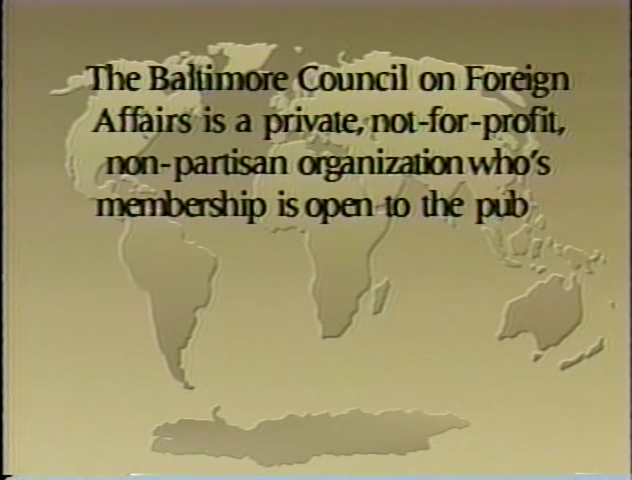 The Baltimore Council on Foreign
Affairs is a private, not-for-profit,
non-partisan organization who's
membership is open to the pub